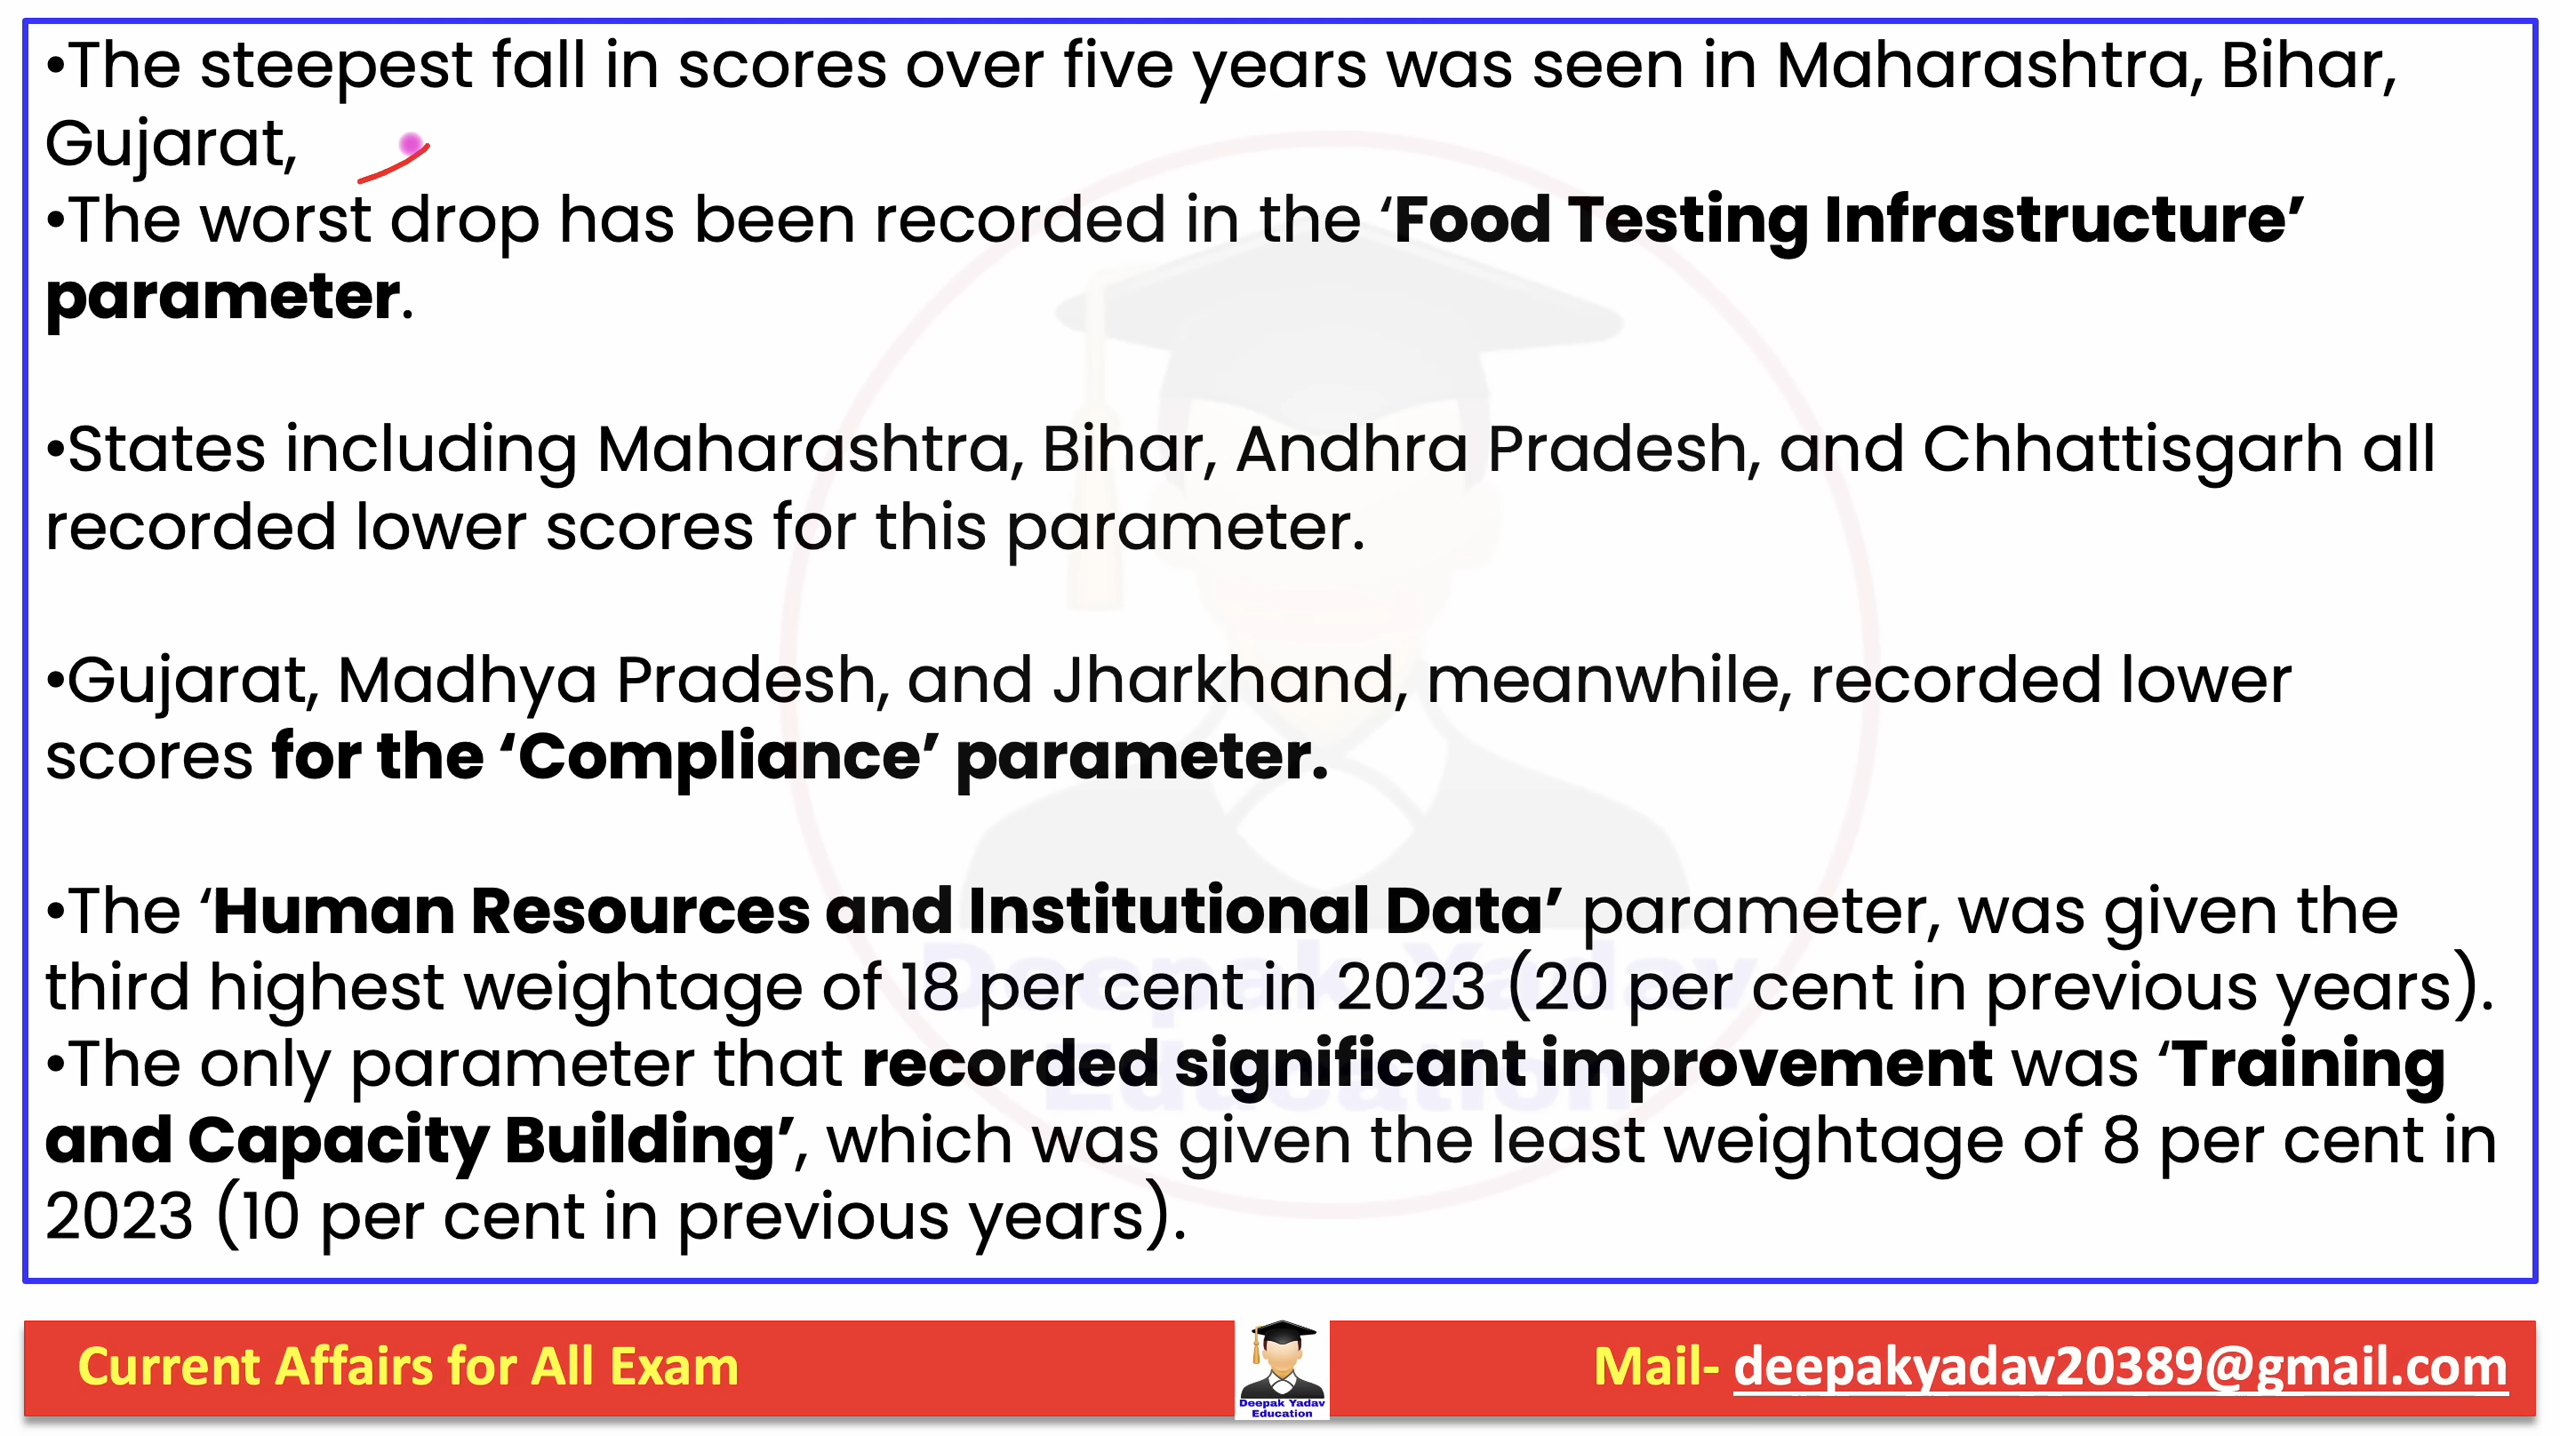 •The steepest fall in scores over five years was seen in Maharashtra, Bihar,
Gujarat,
•The worst drop has been recorded in the ‘Food Testing Infrastructure’
parameter.
•States including Maharashtra, Bihar, Andhra Pradesh, and Chhattisgarh all
recorded lower scores for this parameter.
•Gujarat, Madhya Pradesh, and Jharkhand, meanwhile, recorded lower
scores for the ‘Compliance’ parameter.
•The ‘Human Resources and Institutional Data’ parameter, was given the
third highest weightage of 18 per cent in 2023 (20 per cent in previous years).
•The only parameter that recorded significant improvement was ‘Training
and Capacity Building’, which was given the least weightage of 8 per cent in
2023 (10 per cent in previous years).
Deepak Yadav
Education
Current Affairs for All Exam
Deepak Yadav
Education
Mail- deepakyadav20389@gmail.com